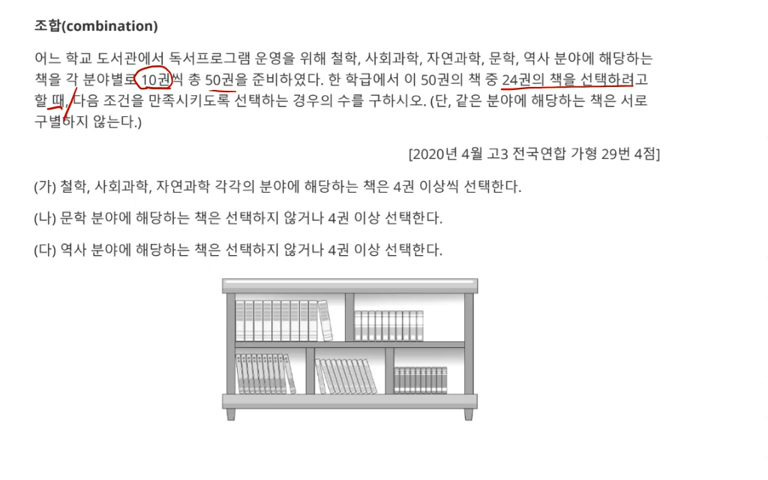 조합(combination)
어느 학교 도서관에서 독서프로그램 운영을 위해 철학, 사회과학, 자연과학, 문학, 역사 분야에 해당하는
책을 각 분야별로 10권씩 총 50권을 준비하였다. 한 학급에서 이 50권의 책 중 24권의 책을 선택하려고
할 때, 다음 조건을 만족시키도록 선택하는 경우의 수를 구하시오. (단, 같은 분야에 해당하는 책은 서로
구별하지 않는다.)
[2020년 4월 고3 전국연합 가형 29번 4점]
(가) 철학, 사회과학, 자연과학 각각의 분야에 해당하는 책은 4권 이상씩 선택한다.
(나) 문학 분야에 해당하는 책은 선택하지 않거나 4권 이상 선택한다.
(다) 역사 분야에 해당하는 책은 선택하지 않거나 4권 이상 선택한다.